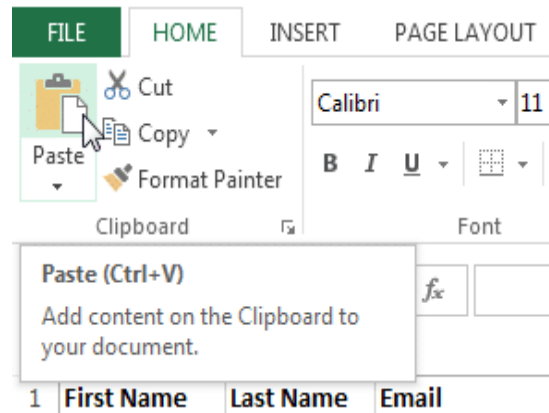 FILE HOME INSERT PAGE LAYOUT
Cut
Calibri 11
Copy
Paste
B I U
Format Painter
Clipboard Font
Paste (Ctrl+V)
fx
Add content on the Clipboard to
your document.
1 First Name Last Name Email